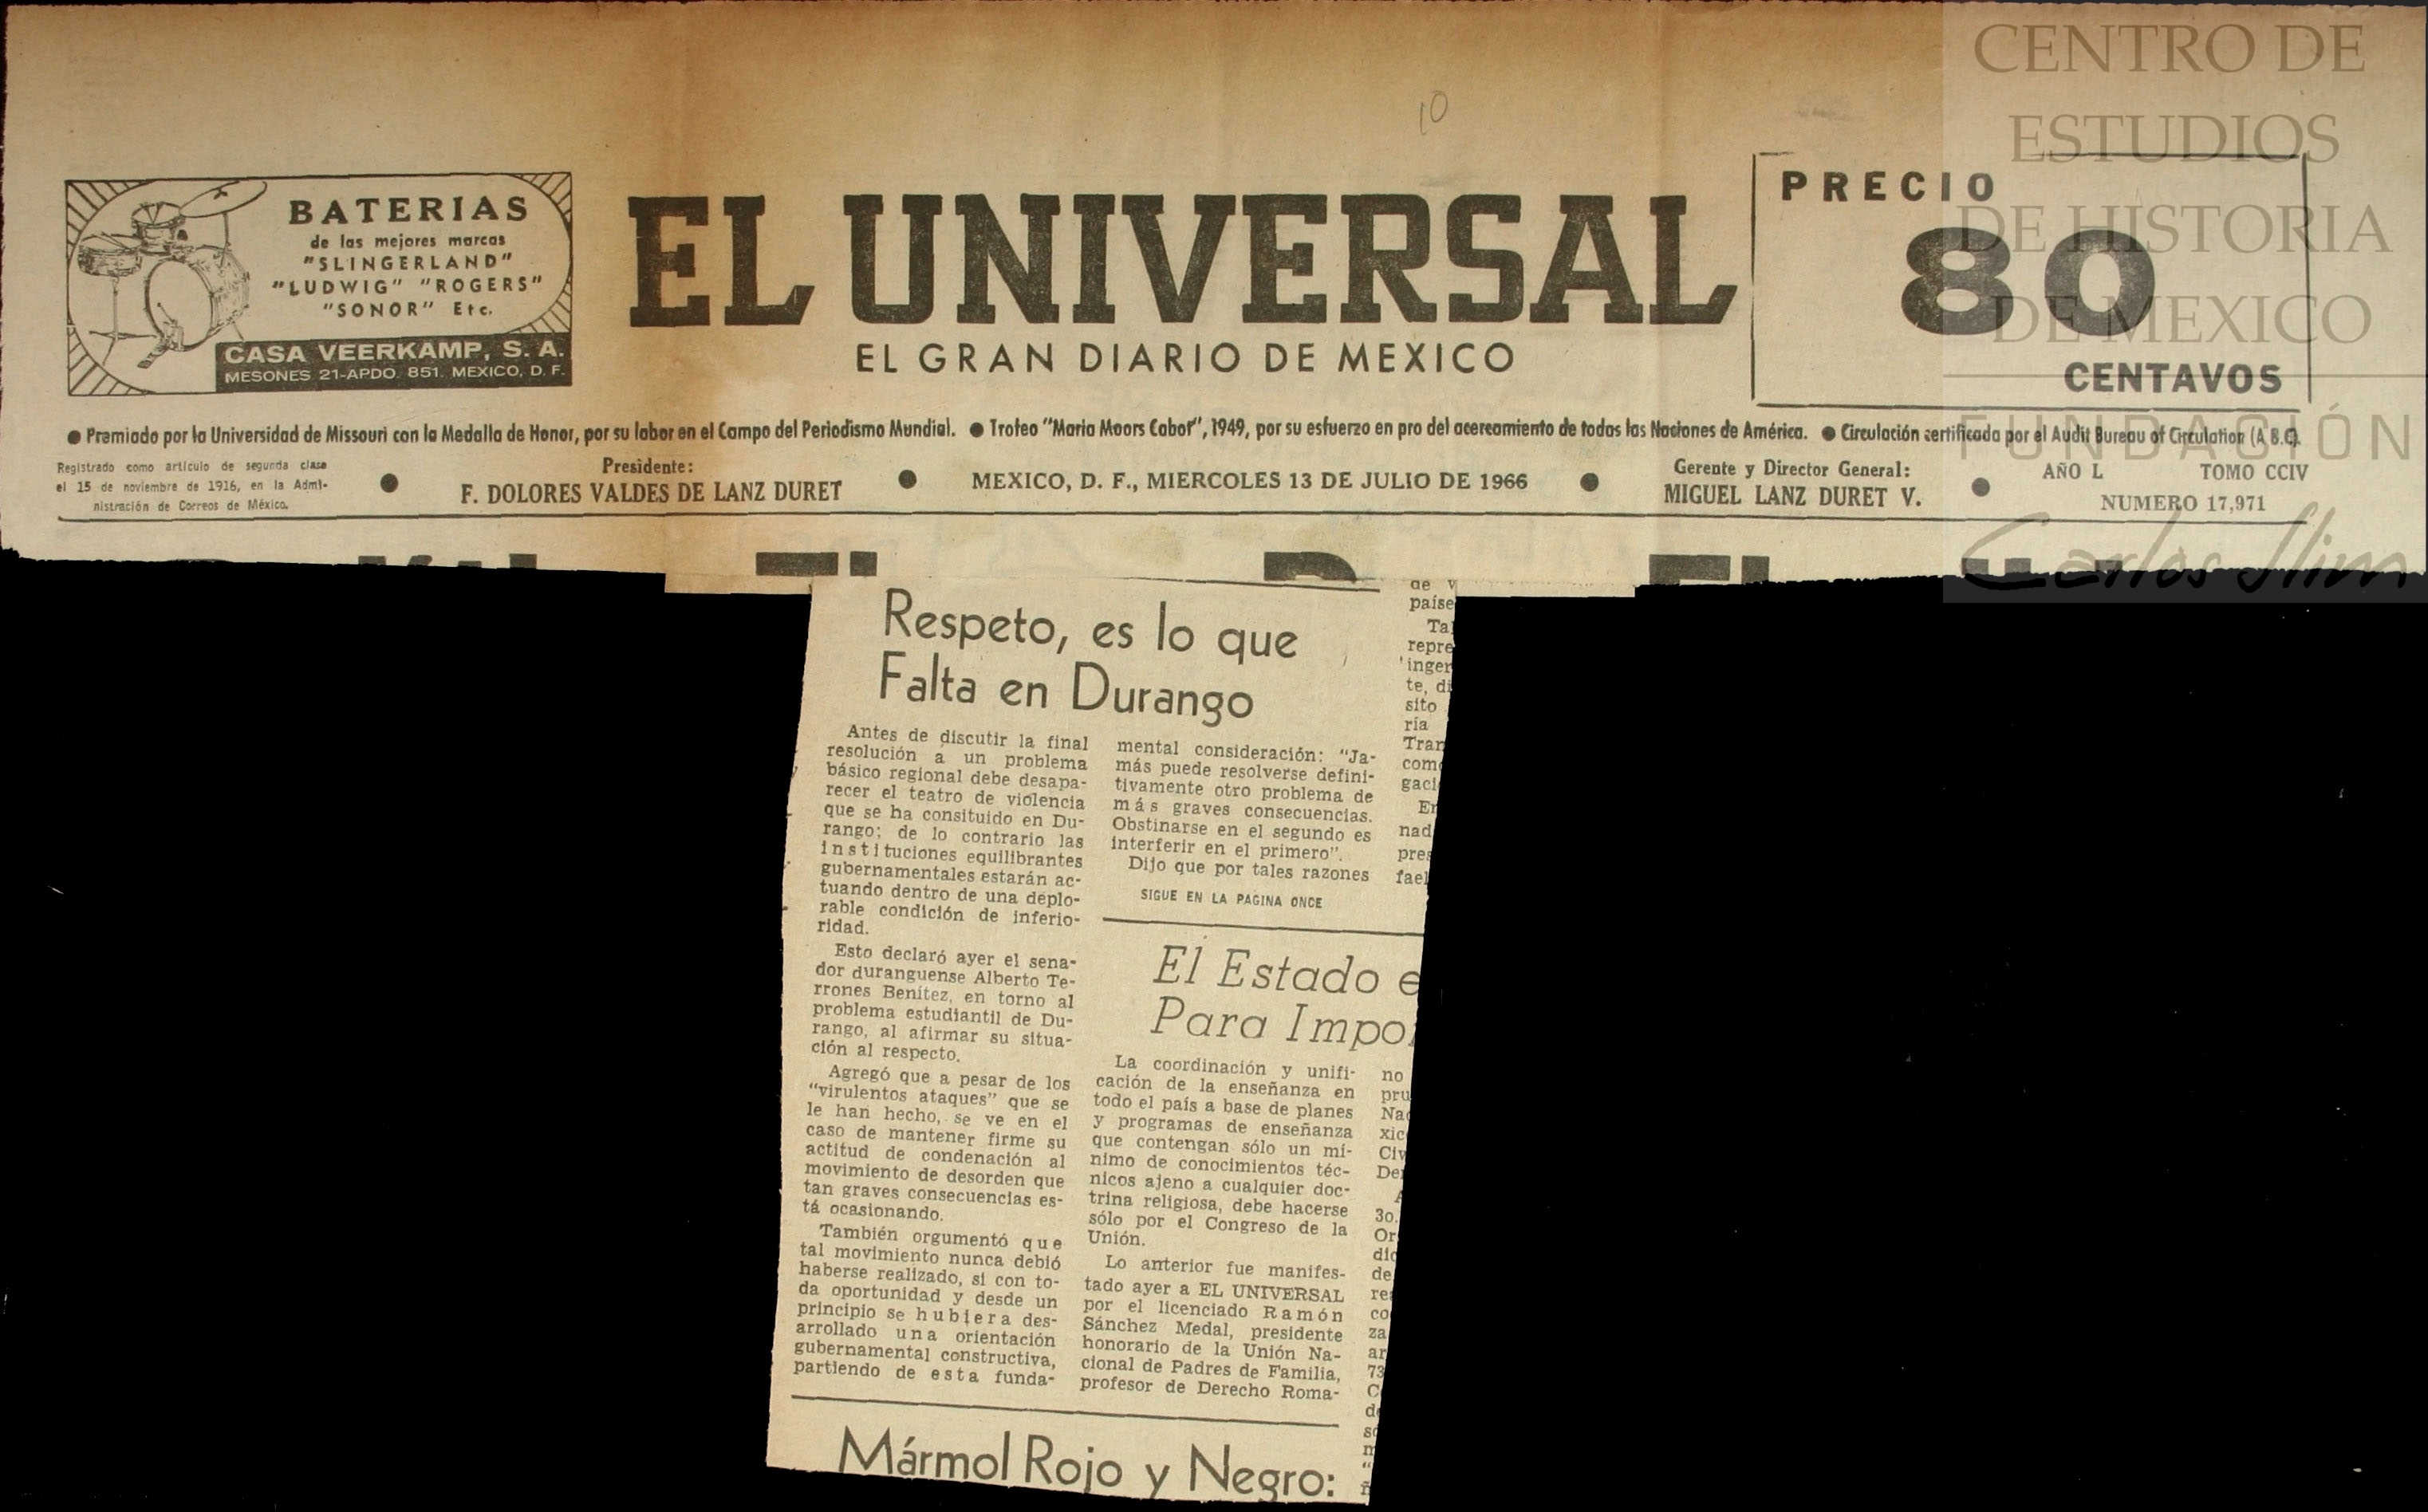 CENTRO DE
ESTUDIOS
DE HISTORIA
DE MEXICO
FUNDACIÓN
Carlos Slim
10
BATERIAS
de las mejores marcas
"SLINGERLAND"
"LUDWIG" "ROGERS"
"SONOR" Etc.
CASA VEERKAMP, S. A.
MESONES 21-APDO. 851. MEXICO, D. F.
EL UNIVERSAL
EL GRAN DIARIO DE MEXICO
PRECIO
80
CENTAVOS
● Premiado por la Universidad de Missouri con la Medalla de Honor, por su labor en el Campo del Periodismo Mundial. ● Trofeo "Maria Moors Cabot", 1949, por su esfuerzo en pro del acercamiento de todas las Naciones de América. ● Circulación certificada por el Audit Bureau of Circulation (A.B.C).
Registrado como artículo de segunda clase
el 15 de noviembre de 1916, en la Admi-
nistración de Correos de México.
Presidente:
F. DOLORES VALDES DE LANZ DURET
MEXICO, D. F., MIERCOLES 13 DE JULIO DE 1966
Gerente y Director General:
MIGUEL LANZ DURET V.
AÑO L TOMO CCIV
NUMERO 17,971
Respeto, es lo que
Falta en Durango
Antes de discutir la final
resolución a un problema
básico regional debe desapa-
recer el teatro de violencia
que se ha consituido en Du-
rango; de lo contrario las
instituciones equilibrantes
gubernamentales estarán ac-
tuando dentro de una deplo-
rable condición de inferio-
ridad.
Esto declaró ayer el sena-
dor duranguense Alberto Te-
rrones Benítez, en torno al
problema estudiantil de Du-
rango, al afirmar su situa-
ción al respecto.
Agregó que a pesar de los
"virulentos ataques" que se
le han hecho, se ve en el
caso de mantener firme su
actitud de condenación al
movimiento de desorden que
tan graves consecuencias es-
tá ocasionando.
También orgumentó que
tal movimiento nunca debió
haberse realizado, si con to-
da oportunidad y desde un
principio se hubiera des-
arrollado una orientación
gubernamental constructiva,
partiendo de esta funda-
mental consideración: "Ja-
más puede resolverse defini-
tivamente otro problema de
más graves consecuencias.
Obstinarse en el segundo es
interferir en el primero".
Dijo que por tales razones
SIGUE EN LA PAGINA ONCE
El Estado e
Para Impo
La coordinación y unifi-
cación de la enseñanza en
todo el país a base de planes
y programas de enseñanza
que contengan sólo un mí-
nimo de conocimientos téc-
nicos ajeno a cualquier doc-
trina religiosa, debe hacerse
sólo por el Congreso de la
Unión.
Lo anterior fue manifes-
tado ayer a EL UNIVERSAL
por el licenciado Ramón
Sánchez Medal, presidente
honorario de la Unión Na-
cional de Padres de Familia,
profesor de Derecho Roma-
Mármol Rojo y Negro: